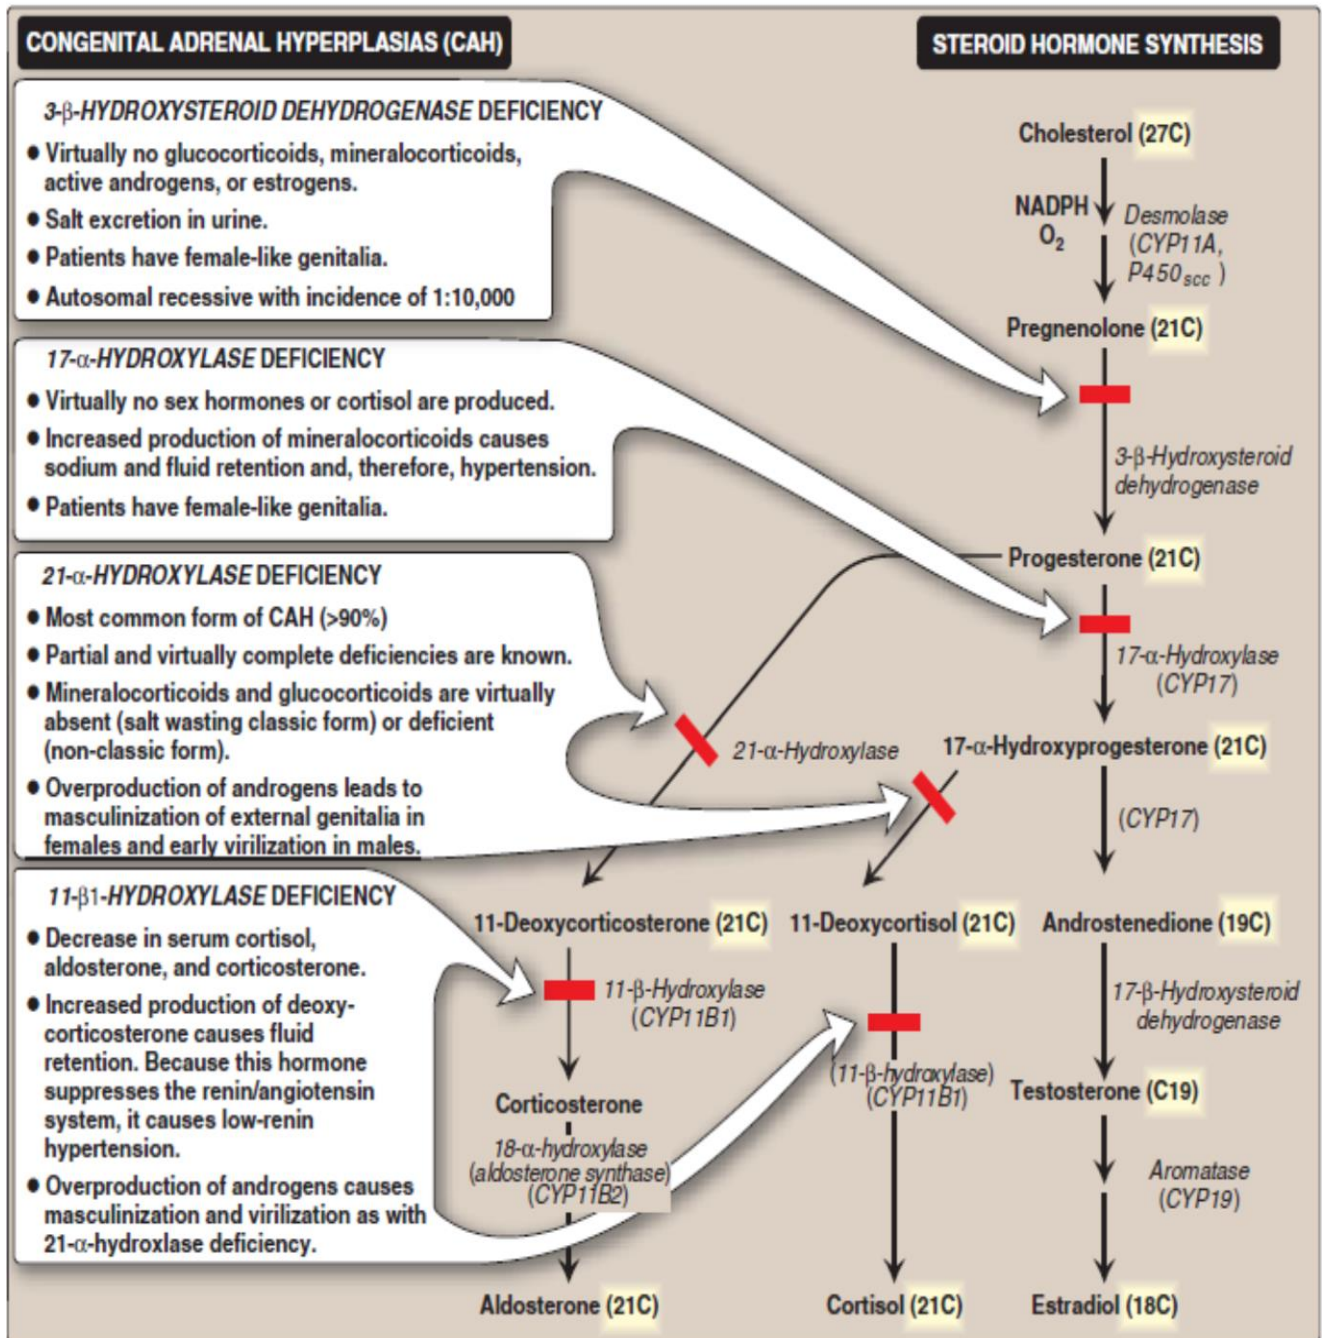 CONGENITAL ADRENAL HYPERPLASIAS (CAH)
3-β-HYDROXYSTEROID DEHYDROGENASE DEFICIENCY
● Virtually no glucocorticoids, mineralocorticoids,
active androgens, or estrogens.
● Salt excretion in urine.
● Patients have female-like genitalia.
● Autosomal recessive with incidence of 1:10,000
17-α-HYDROXYLASE DEFICIENCY
● Virtually no sex hormones or cortisol are produced.
● Increased production of mineralocorticoids causes
sodium and fluid retention and, therefore, hypertension.
● Patients have female-like genitalia.
21-α-HYDROXYLASE DEFICIENCY
● Most common form of CAH (>90%)
● Partial and virtually complete deficiencies are known.
● Mineralocorticoids and glucocorticoids are virtually
absent (salt wasting classic form) or deficient
(non-classic form).
● Overproduction of androgens leads to
masculinization of external genitalia in
females and early virilization in males.
11-β1-HYDROXYLASE DEFICIENCY
● Decrease in serum cortisol,
aldosterone, and corticosterone.
● Increased production of deoxy-
corticosterone causes fluid
retention. Because this hormone
suppresses the renin/angiotensin
system, it causes low-renin
hypertension.
● Overproduction of androgens causes
masculinization and virilization as with
21-α-hydroxlase deficiency.
STEROID HORMONE SYNTHESIS
Cholesterol (27C)
NADPH
O2
Desmolase
(CYP11A,
P450scc )
Pregnenolone (21C)
3-β-Hydroxysteroid
dehydrogenase
Progesterone (21C)
17-α-Hydroxylase
(CYP17)
21-α-Hydroxylase
17-α-Hydroxyprogesterone (21C)
(CYP17)
11-Deoxycorticosterone (21C)
11-Deoxycortisol (21C)
Androstenedione (19C)
11-β-Hydroxylase
(CYP11B1)
(11-β-hydroxylase)
(CYP11B1)
17-β-Hydroxysteroid
dehydrogenase
Corticosterone
Testosterone (C19)
18-α-hydroxylase
(aldosterone synthase)
(CYP11B2)
Aromatase
(CYP19)
Aldosterone (21C)
Cortisol (21C)
Estradiol (18C)